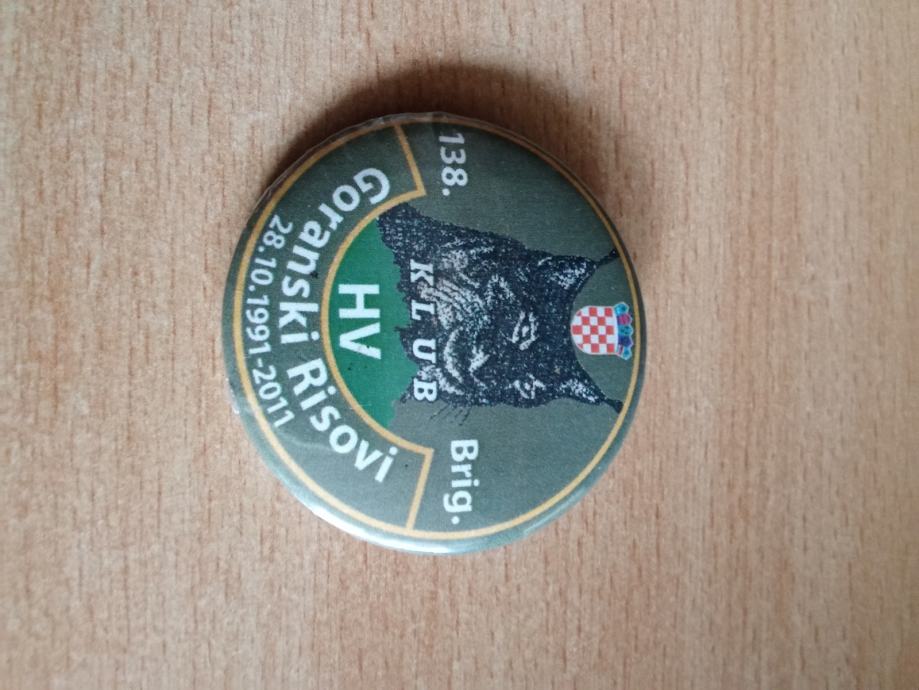 138. Brig.
KLUB
HV
Goranski Risovi
28.10.1991-2011